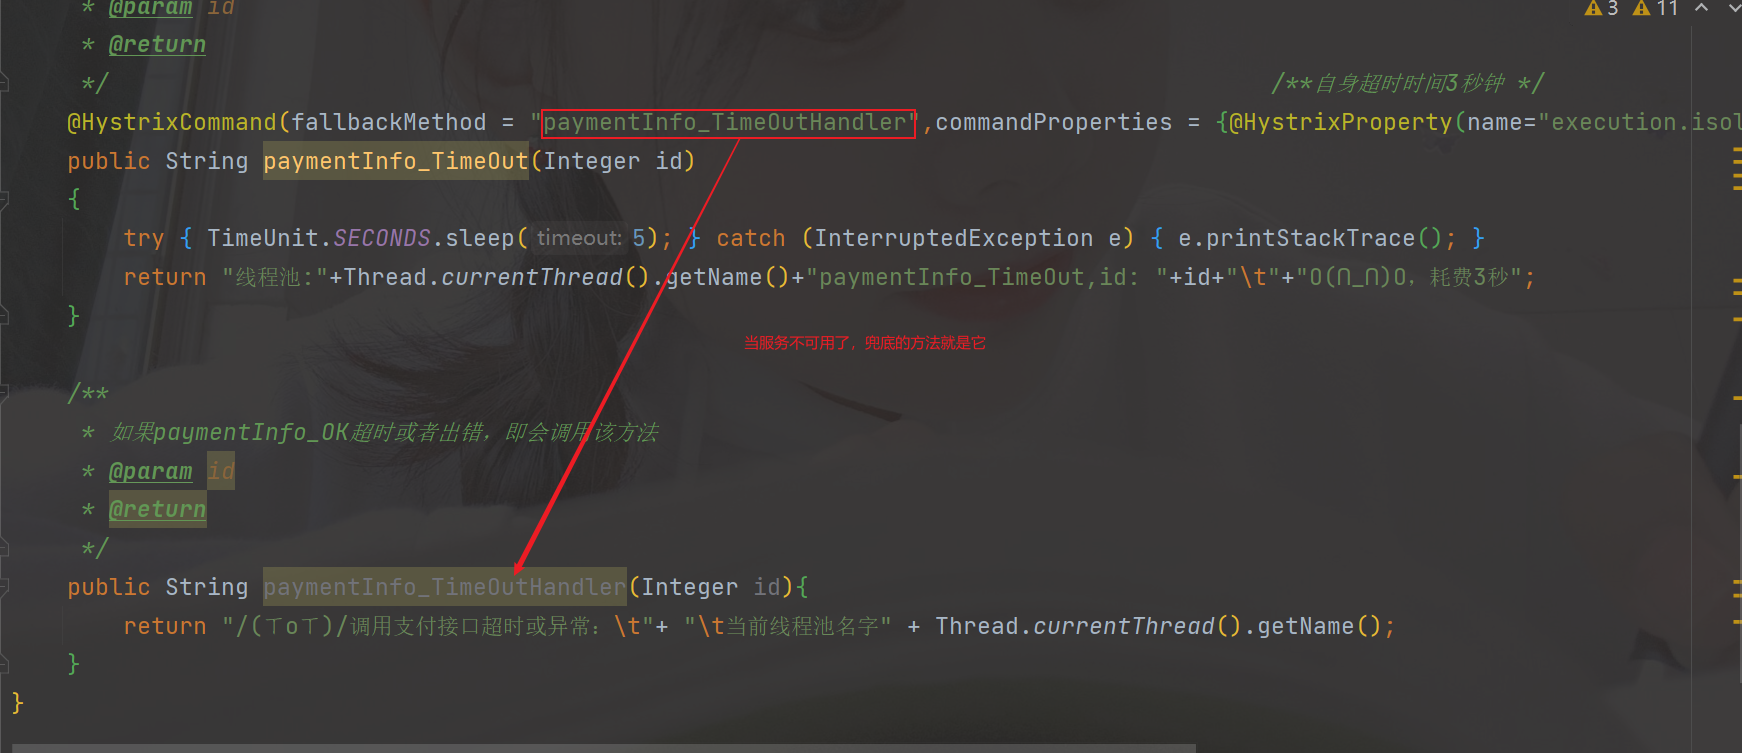 * @param id
3 11
* @return
*/ /**自身超时时间3秒钟 */
@HystrixCommand(fallbackMethod = "paymentInfo_TimeOutHandler",commandProperties = {@HystrixProperty(name="execution.isol
public String paymentInfo_TimeOut(Integer id)
{
try { TimeUnit.SECONDS.sleep( timeout: 5); } catch (InterruptedException e) { e.printStackTrace(); }
return "线程池:"+Thread.currentThread().getName()+"paymentInfo_TimeOut,id: "+id+"\t"+"O(∩_∩)O，耗费3秒";
}
当服务不可用了，兜底的方法就是它
/**
* 如果paymentInfo_OK超时或者出错，即会调用该方法
* @param id
* @return
*/
public String paymentInfo_TimeOutHandler(Integer id){
return "/(ㄒoㄒ)/调用支付接口超时或异常：\t"+ "\t当前线程池名字" + Thread.currentThread().getName();
}
}